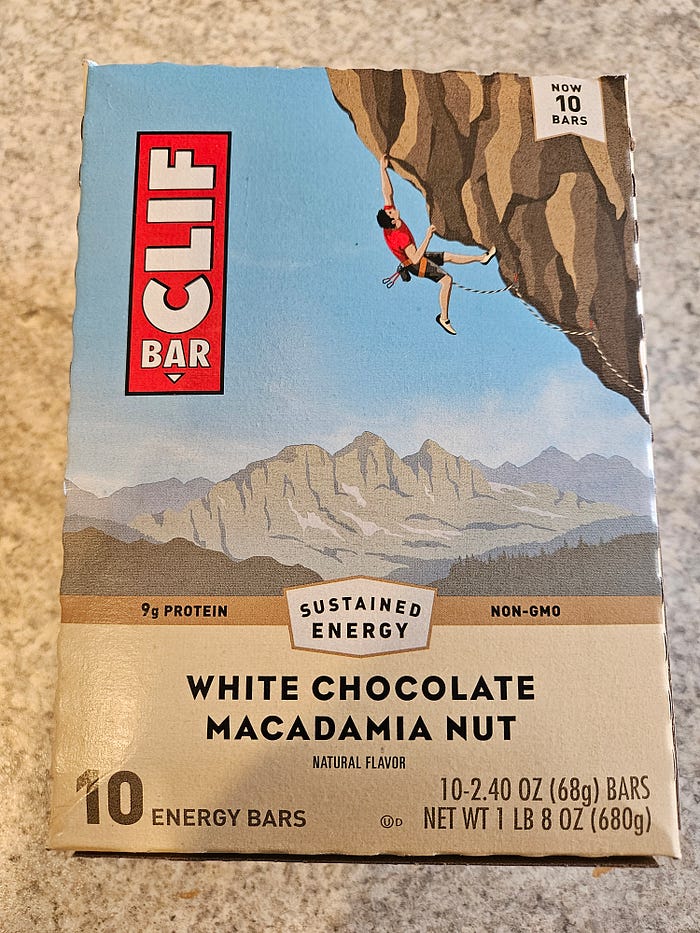 NOW
10
BARS
CLIF
BAR
9g PROTEIN
SUSTAINED
ENERGY
NON-GMO
WHITE CHOCOLATE
MACADAMIA NUT
NATURAL FLAVOR
10 ENERGY BARS
U D
10-2.40 OZ (68g) BARS
NET WT 1 LB 8 OZ (680g)